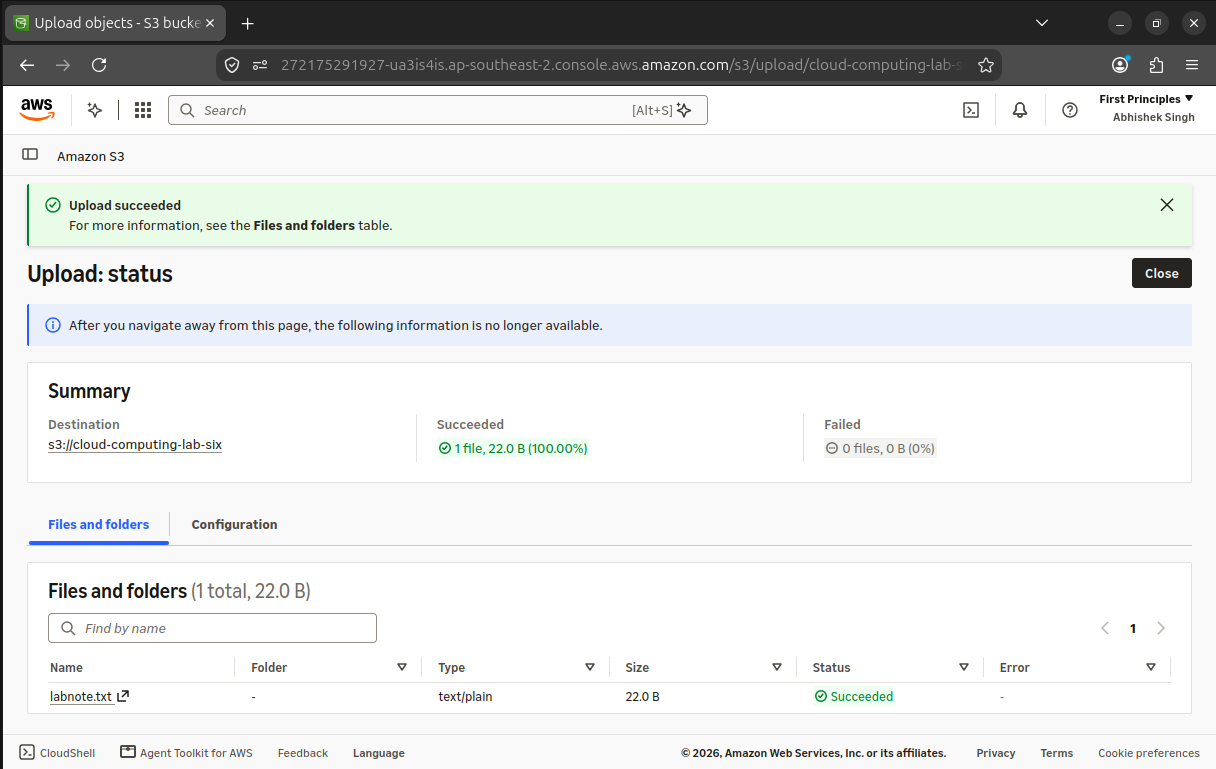 Upload objects - S3 bucke
272175291927-ua3is4is.ap-southeast-2.console.aws.amazon.com/s3/upload/cloud-computing-lab-s
aws
Search
[Alt+S]
First Principles
Abhishek Singh
Amazon S3
Upload succeeded
For more information, see the Files and folders table.
Upload: status
Close
After you navigate away from this page, the following information is no longer available.
Summary
Destination
s3://cloud-computing-lab-six
Succeeded
1 file, 22.0 B (100.00%)
Failed
0 files, 0 B (0%)
Files and folders
Configuration
Files and folders (1 total, 22.0 B)
Find by name
1
Name Folder Type Size Status Error
labnote.txt - text/plain 22.0 B Succeeded -
CloudShell Agent Toolkit for AWS Feedback Language © 2026, Amazon Web Services, Inc. or its affiliates. Privacy Terms Cookie preferences